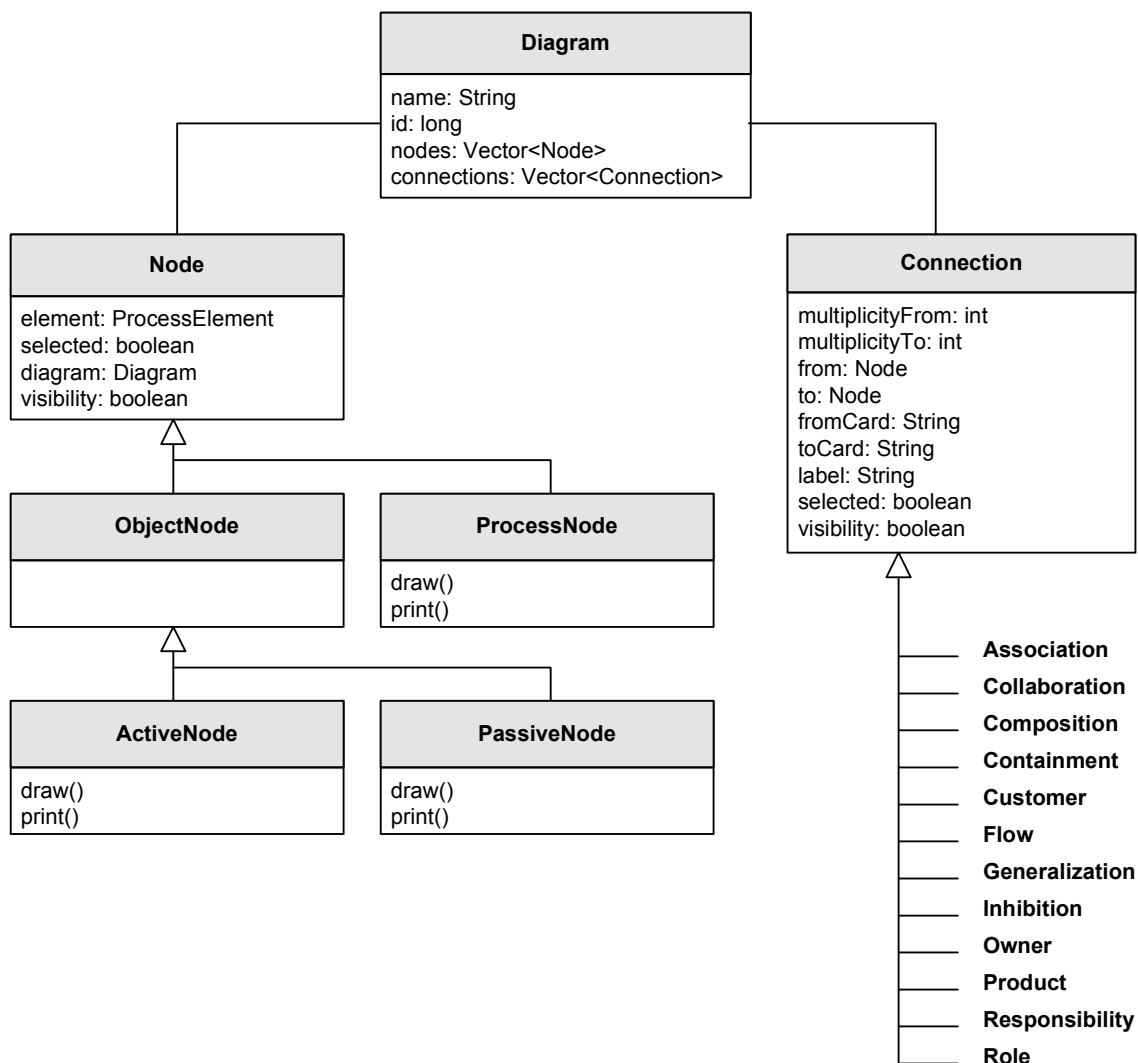 Diagram
name: String
id: long
nodes: Vector<Node>
connections: Vector<Connection>
Node
element: ProcessElement
selected: boolean
diagram: Diagram
visibility: boolean
Connection
multiplicityFrom: int
multiplicityTo: int
from: Node
to: Node
fromCard: String
toCard: String
label: String
selected: boolean
visibility: boolean
ObjectNode
ProcessNode
draw()
print()
ActiveNode
draw()
print()
PassiveNode
draw()
print()
Association
Collaboration
Composition
Containment
Customer
Flow
Generalization
Inhibition
Owner
Product
Responsibility
Role